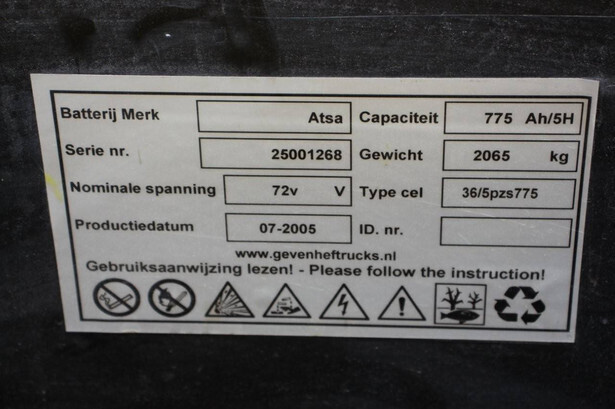 Batterij Merk Atsa Capaciteit 775 Ah/5H
Serie nr. 25001268 Gewicht 2065 kg
Nominale spanning 72v V Type cel 36/5pzs775
Productiedatum 07-2005 ID. nr.
www.gevenheftrucks.nl
Gebruiksaanwijzing lezen! - Please follow the instruction!